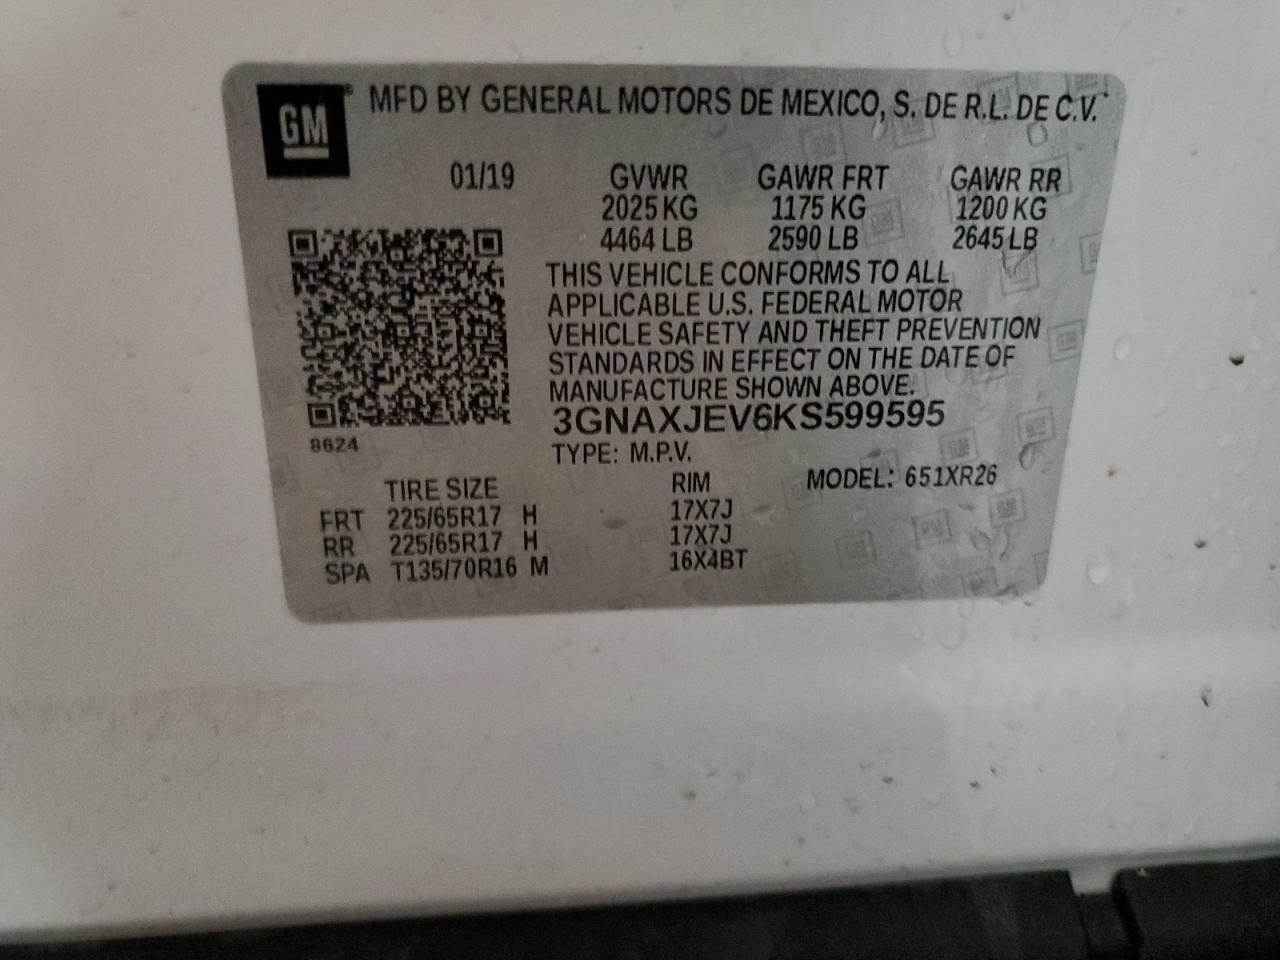 GM® MFD BY GENERAL MOTORS DE MEXICO, S. DE R.L. DE C.V.
01/19 GVWR GAWR FRT GAWR RR
2025 KG 1175 KG 1200 KG
4464 LB 2590 LB 2645 LB
THIS VEHICLE CONFORMS TO ALL
APPLICABLE U.S. FEDERAL MOTOR
VEHICLE SAFETY AND THEFT PREVENTION
STANDARDS IN EFFECT ON THE DATE OF
MANUFACTURE SHOWN ABOVE.
3GNAXJEV6KS599595
8624
TYPE: M.P.V.
TIRE SIZE RIM MODEL: 651XR26
FRT 225/65R17 H 17X7J
RR 225/65R17 H 17X7J
SPA T135/70R16 M 16X4BT